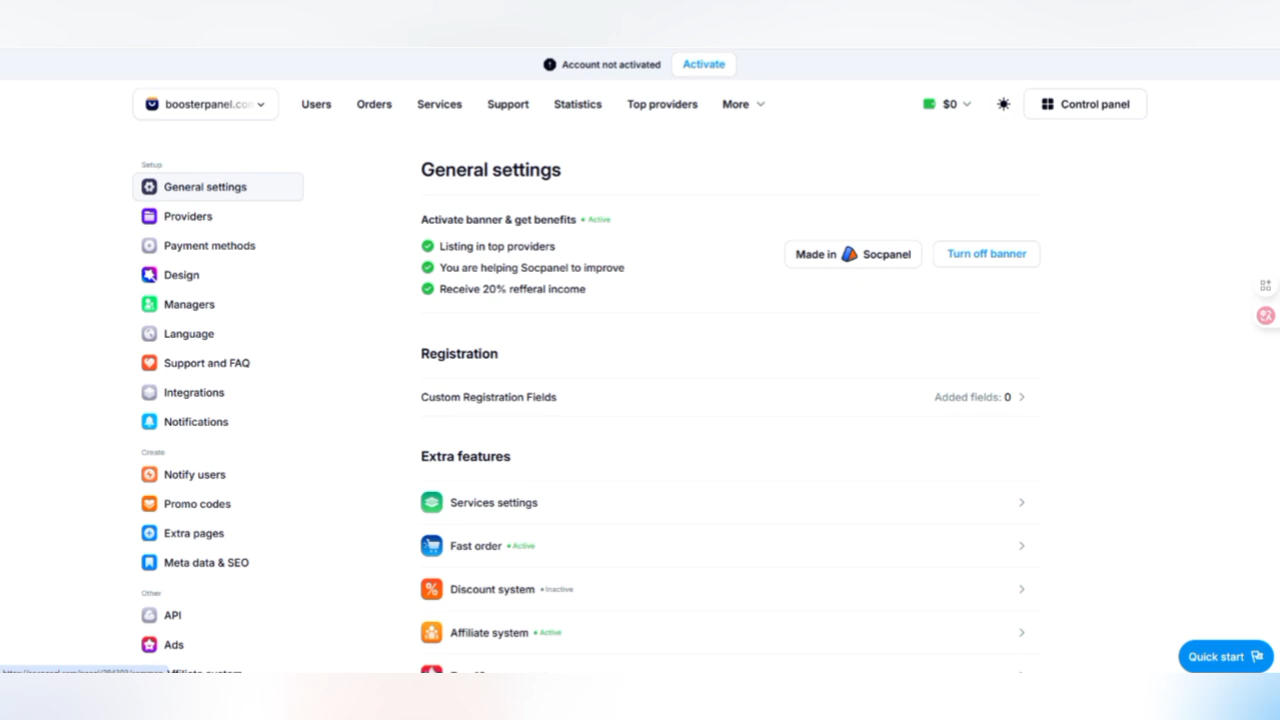 Account not activated Activate
boosterpanel.co Users Orders Services Support Statistics Top providers More $0 Control panel
Setup
General settings
Providers
Payment methods
Design
Managers
Language
Support and FAQ
Integrations
Notifications
Create
Notify users
Promo codes
Extra pages
Meta data & SEO
Other
API
Ads
General settings
Activate banner & get benefits • Active
Listing in top providers
You are helping Socpanel to improve
Receive 20% refferal income
Made in Socpanel Turn off banner
Registration
Custom Registration Fields Added fields: 0
Extra features
Services settings
Fast order • Active
Discount system • Inactive
Affiliate system • Active
Quick start